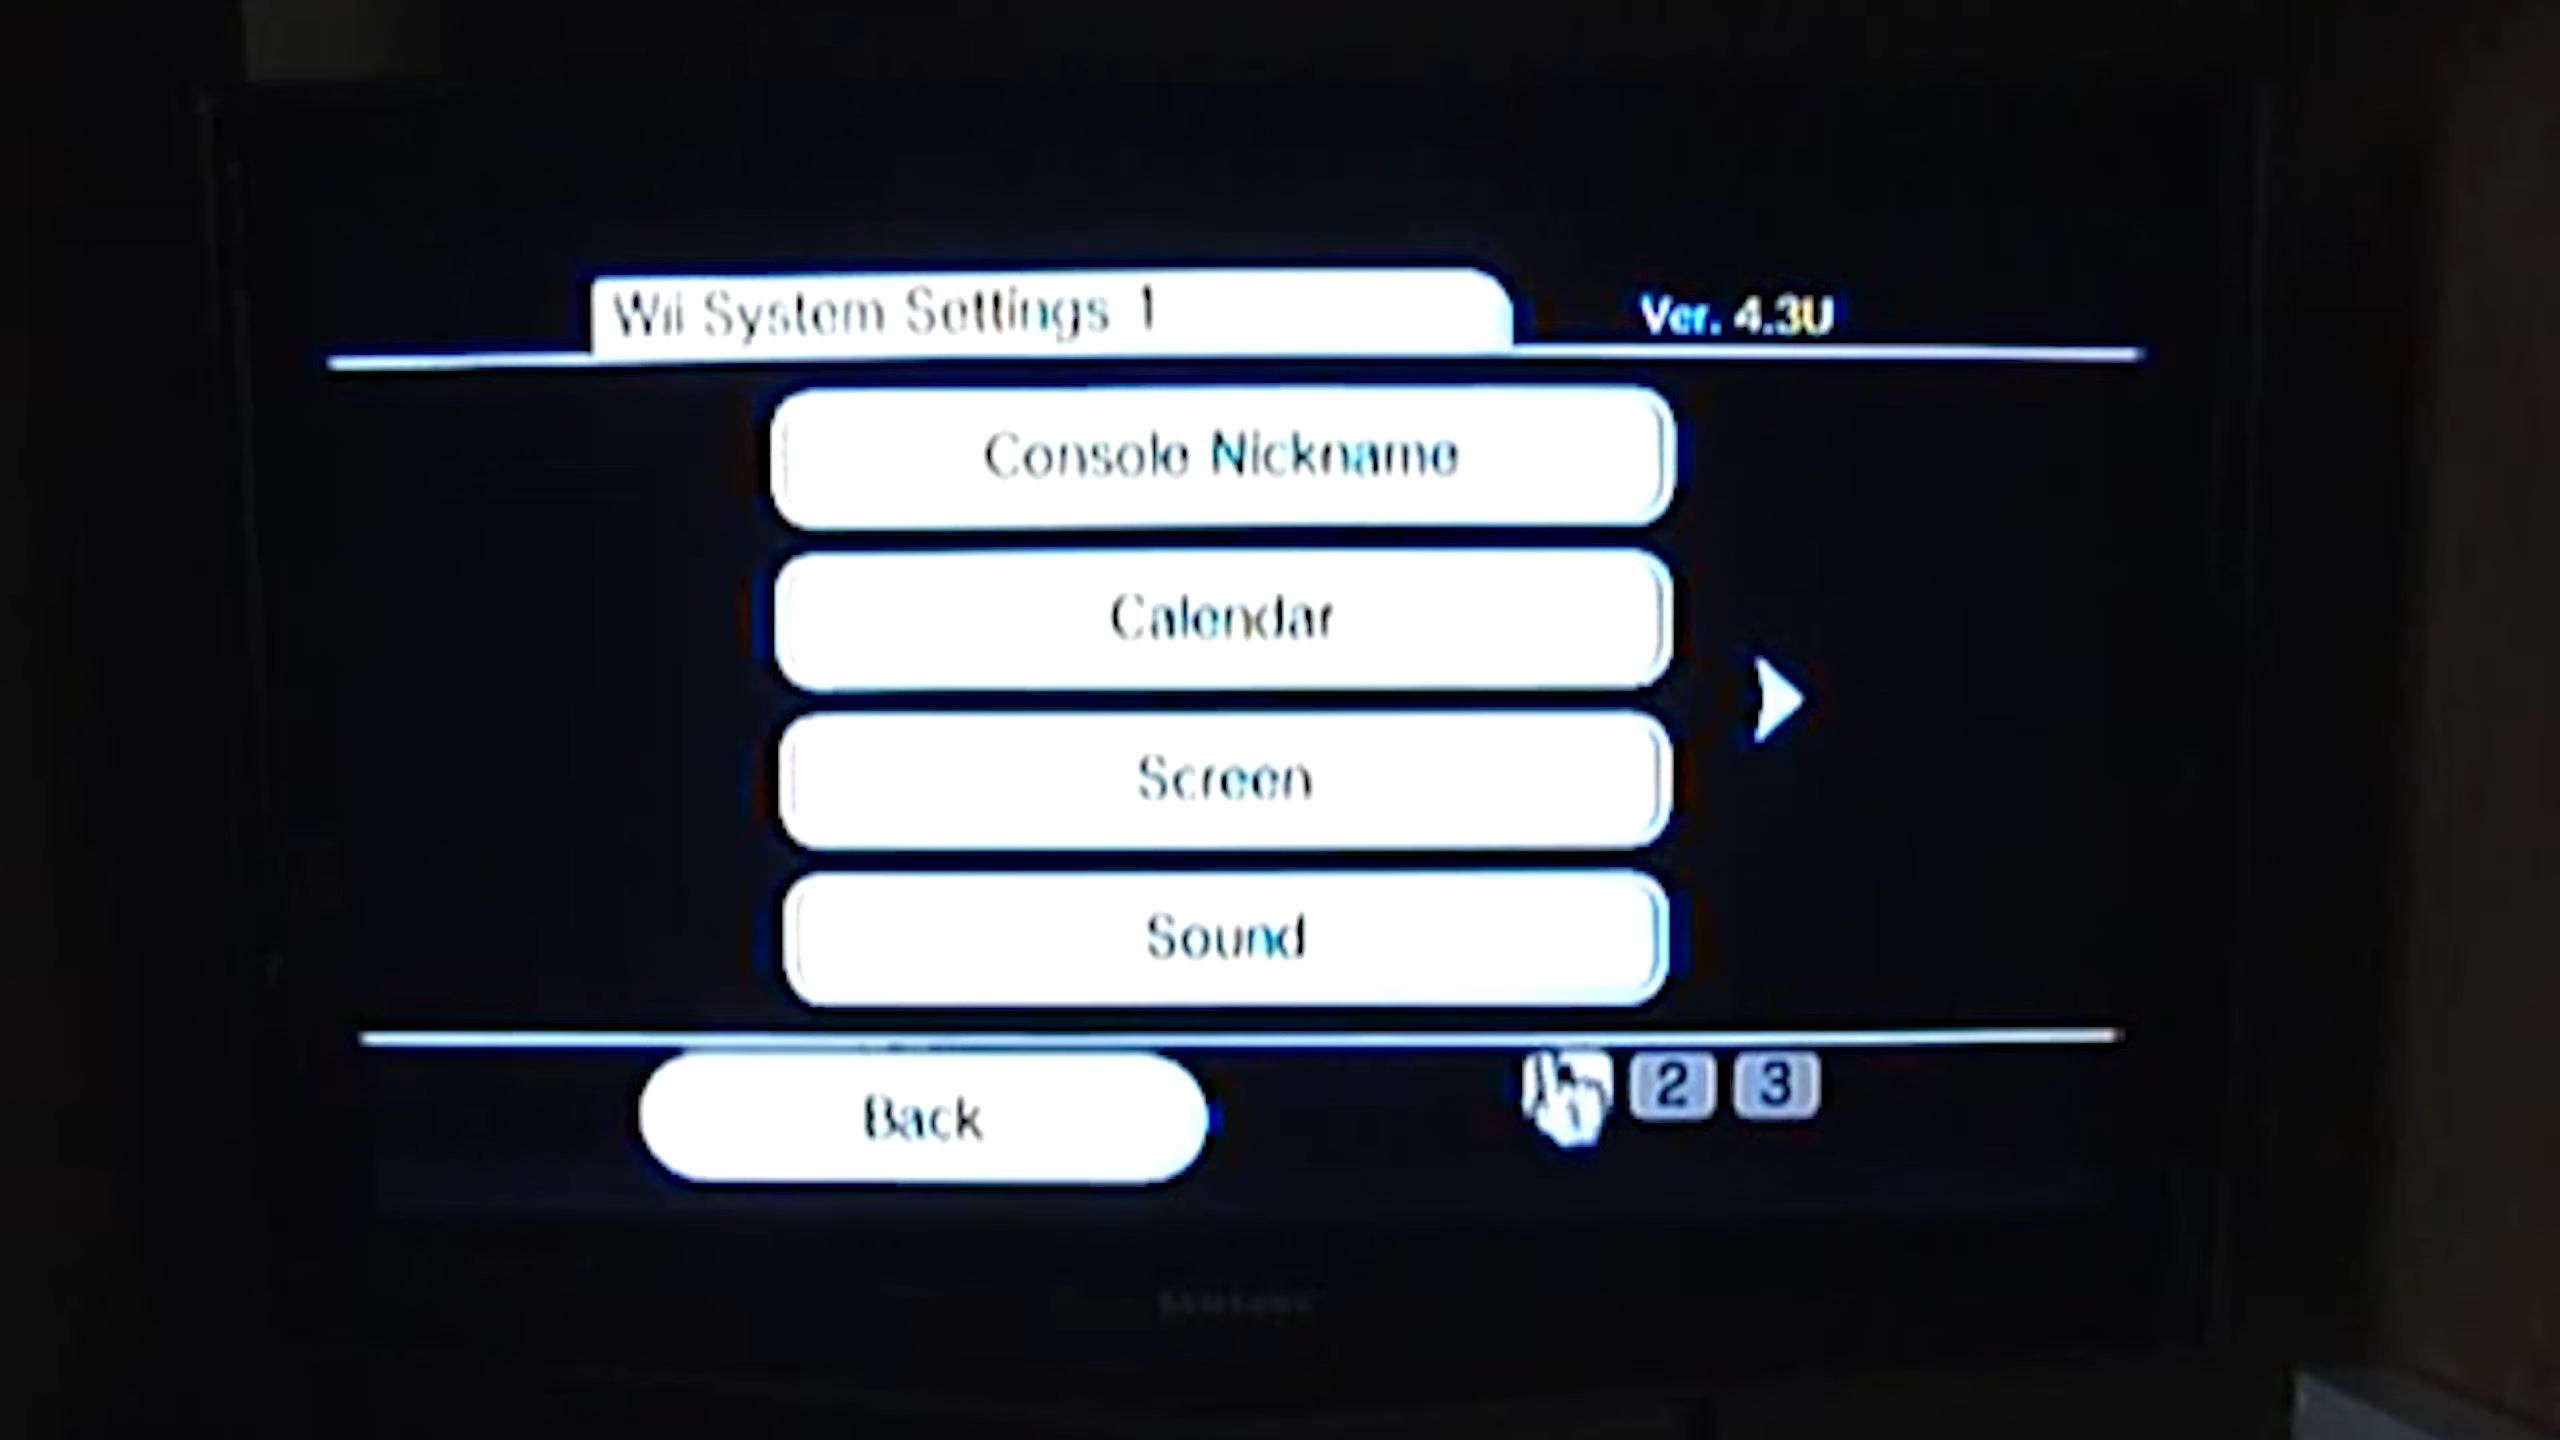 Wii System Settings 1
Ver. 4.3U
Console Nickname
Calendar
Screen
Sound
Back
2 3